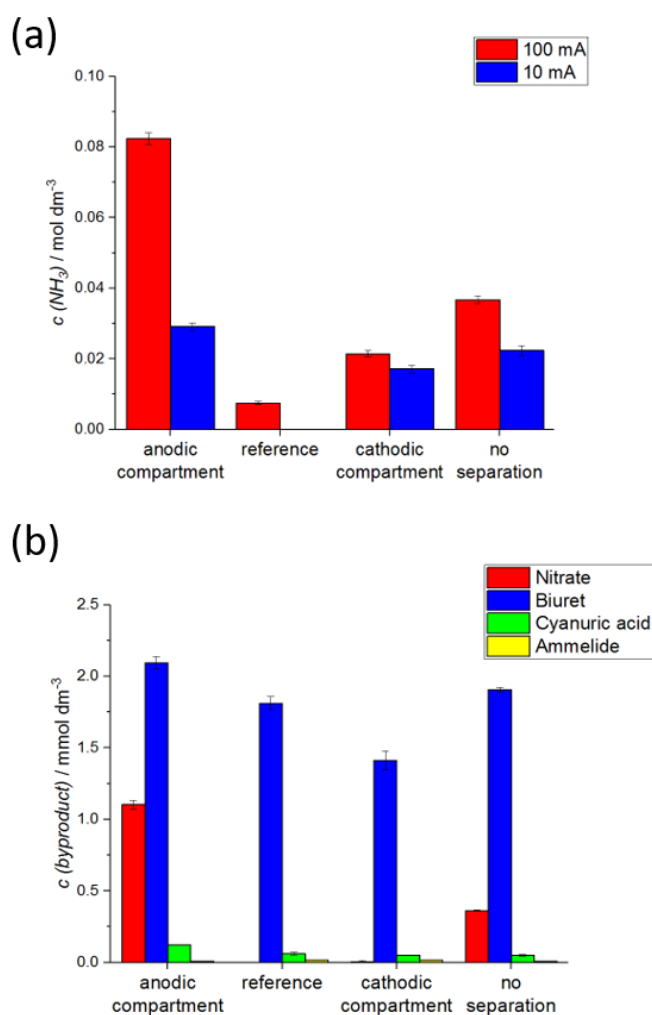 (a)
100 mA
10 mA
c (NH3) / mol dm-3
0.10
0.08
0.06
0.04
0.02
0.00
anodic
compartment
reference
cathodic
compartment
no
separation
(b)
Nitrate
Biuret
Cyanuric acid
Ammelide
c (byproduct) / mmol dm-3
2.5
2.0
1.5
1.0
0.5
0.0
anodic
compartment
reference
cathodic
compartment
no
separation